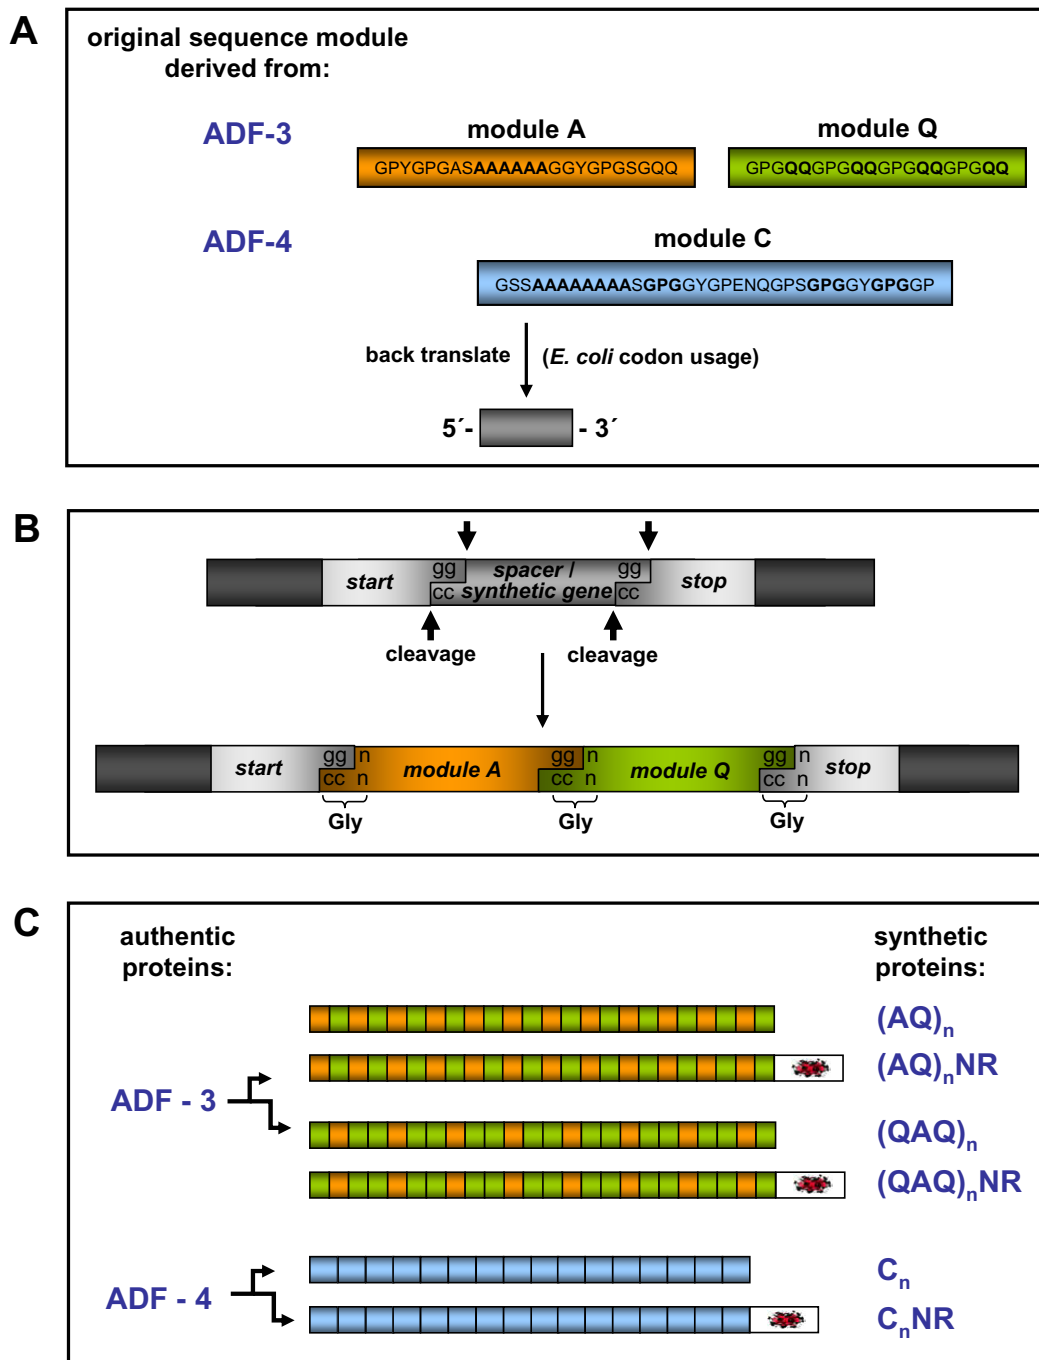 A
original sequence module
derived from:
ADF-3
module A
module Q
GPYGPGASAAAAAAGGYGPGSGQQ
GPGQQGPGQQGPGQQGPGQQ
ADF-4
module C
GSSAAAAAAAASGPGGYGPENQGPSGPGGYGPGGP
back translate
(E. coli codon usage)
5´-
- 3´
B
start
gg
cc
spacer /
synthetic gene
gg
cc
stop
cleavage
cleavage
start
gg n
cc n
module A
gg n
cc n
module Q
gg n
cc n
stop
Gly
Gly
Gly
C
authentic
proteins:
synthetic
proteins:
(AQ)n
(AQ)nNR
ADF - 3
(QAQ)n
(QAQ)nNR
Cn
ADF - 4
CnNR